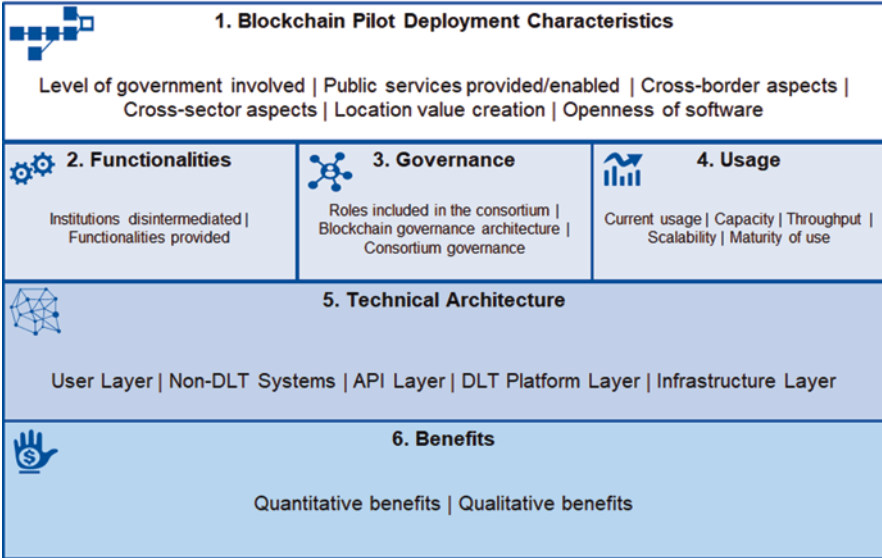 1. Blockchain Pilot Deployment Characteristics
Level of government involved | Public services provided/enabled | Cross-border aspects |
Cross-sector aspects | Location value creation | Openness of software
2. Functionalities
Institutions disintermediated |
Functionalities provided
3. Governance
Roles included in the consortium |
Blockchain governance architecture |
Consortium governance
4. Usage
Current usage | Capacity | Throughput |
Scalability | Maturity of use
5. Technical Architecture
User Layer | Non-DLT Systems | API Layer | DLT Platform Layer | Infrastructure Layer
6. Benefits
$
Quantitative benefits | Qualitative benefits